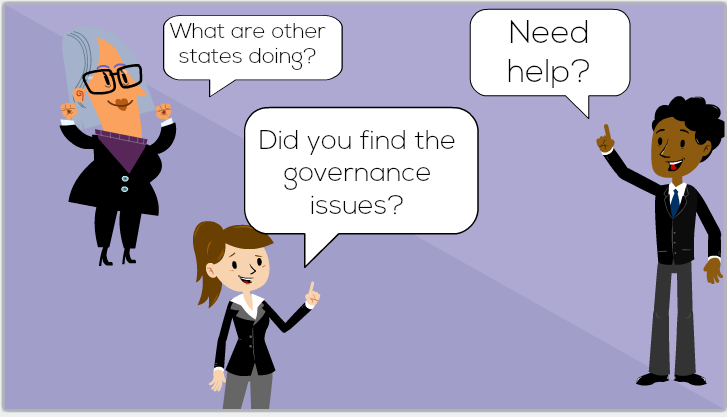 What are other
states doing?
Need
help?
Did you find the
governance
issues?